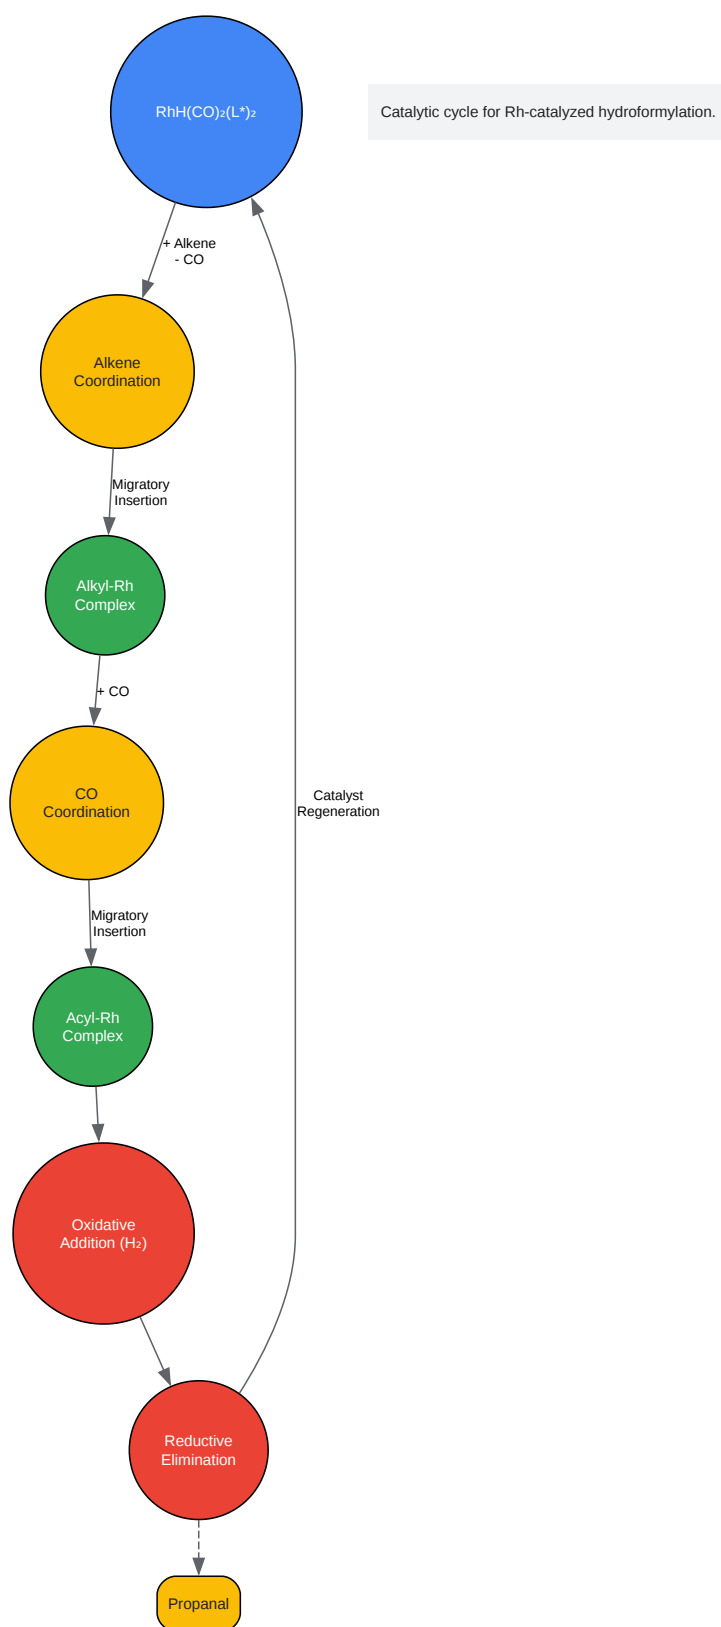 RhH(CO)₂(L*)₂
Catalytic cycle for Rh-catalyzed hydroformylation.
+ Alkene
- CO
Alkene
Coordination
Migratory
Insertion
Alkyl-Rh
Complex
+ CO
CO
Coordination
Catalyst
Regeneration
Migratory
Insertion
Acyl-Rh
Complex
Oxidative
Addition (H₂)
Reductive
Elimination
Propanal